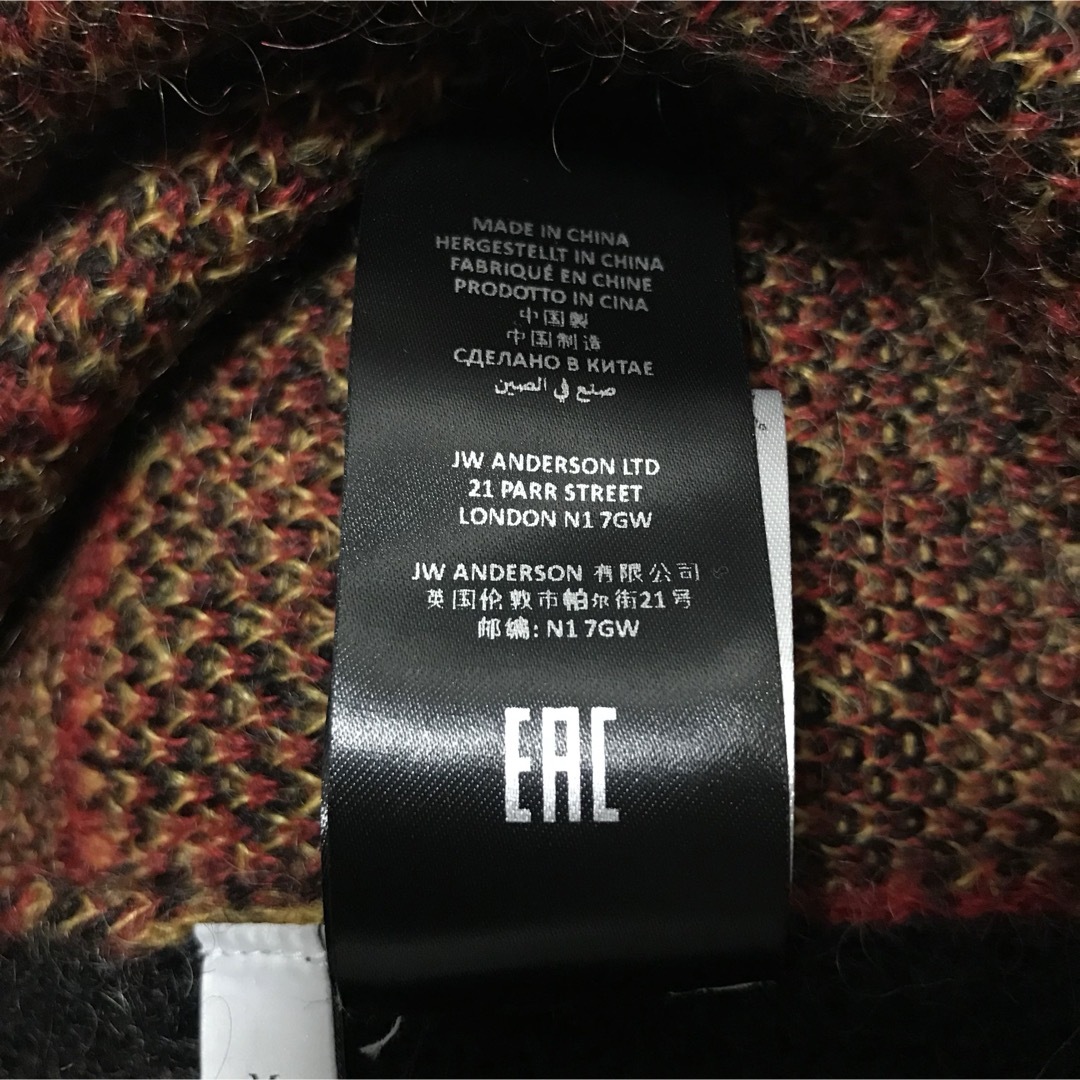 MADE IN CHINA
HERGESTELLT IN CHINA
FABRIQUÉ EN CHINE
PRODOTTO IN CINA
中国製
中国制造
СДЕЛАНО В КИТАЕ
صنع في الصين
JW ANDERSON LTD
21 PARR STREET
LONDON N1 7GW
JW ANDERSON 有限公司
英国伦敦市帕尔街21号
邮编: N1 7GW
EAC